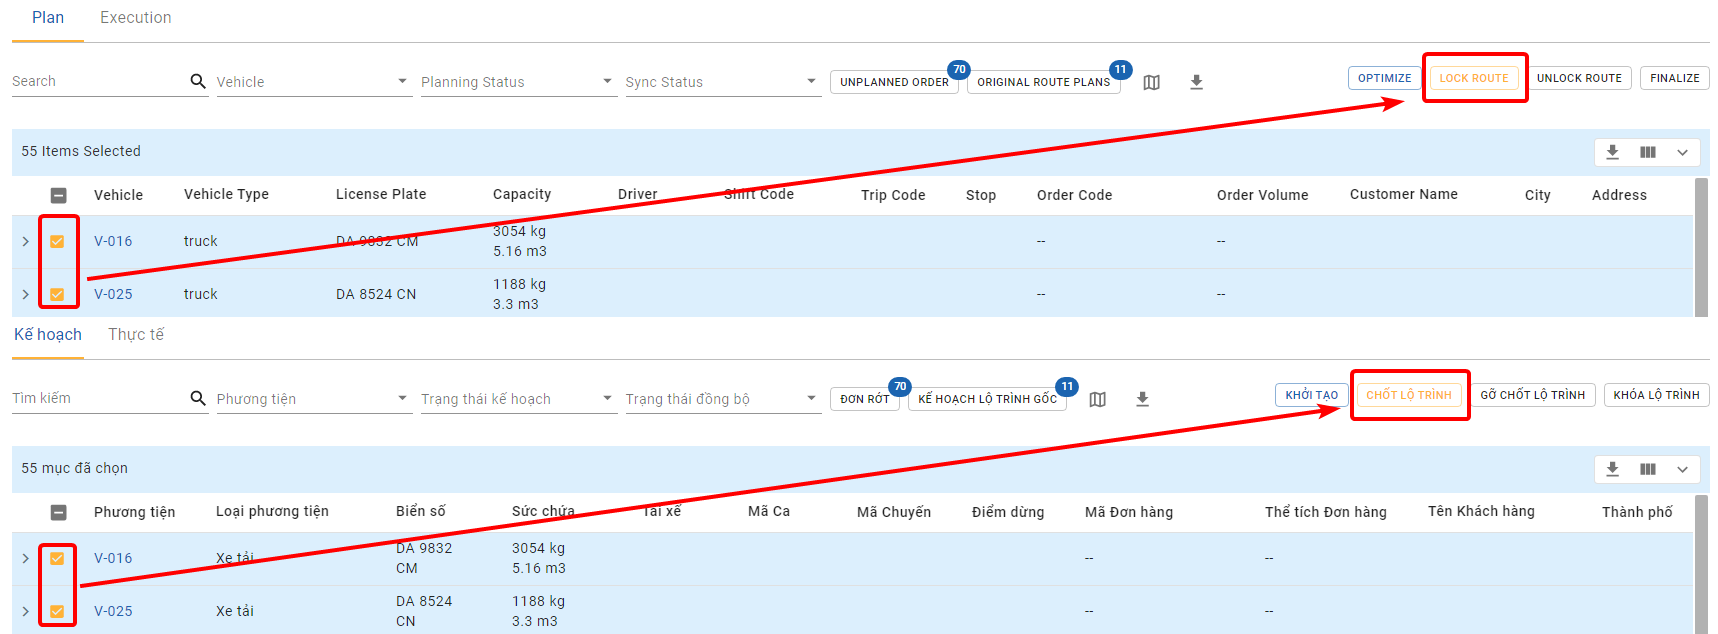 Plan Execution
Search Vehicle Planning Status Sync Status UNPLANNED ORDER 70 ORIGINAL ROUTE PLANS 11 OPTIMIZE LOCK ROUTE UNLOCK ROUTE FINALIZE
55 Items Selected
Vehicle Vehicle Type License Plate Capacity Driver Shift Code Trip Code Stop Order Code Order Volume Customer Name City Address
V-016 truck DA 9832 CM 3054 kg -- --
5.16 m3
V-025 truck DA 8524 CN 1188 kg -- --
3.3 m3
Kế hoạch Thực tế
Tìm kiếm Phương tiện Trạng thái kế hoạch Trạng thái đồng bộ ĐƠN RỚT 70 KẾ HOẠCH LỘ TRÌNH GỐC 11 KHỞI TẠO CHỐT LỘ TRÌNH GỠ CHỐT LỘ TRÌNH KHÓA LỘ TRÌNH
55 mục đã chọn
Phương tiện Loại phương tiện Biển số Sức chứa Tài xế Mã Ca Mã Chuyến Điểm dừng Mã Đơn hàng Thể tích Đơn hàng Tên Khách hàng Thành phố
V-016 Xe tải DA 9832 3054 kg -- --
CM 5.16 m3
V-025 Xe tải DA 8524 1188 kg -- --
CN 3.3 m3